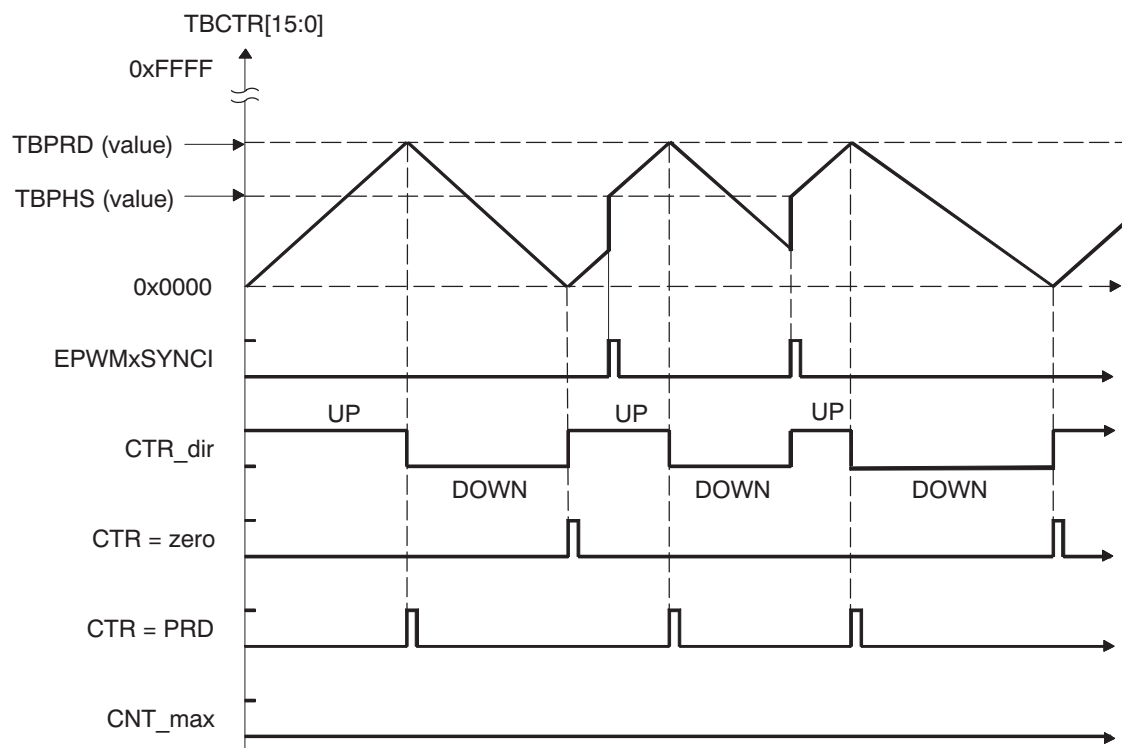 TBCTR[15:0]
0xFFFF
TBPRD (value)
TBPHS (value)
0x0000
EPWMxSYNCI
UP UP UP
CTR_dir
DOWN DOWN DOWN
CTR = zero
CTR = PRD
CNT_max